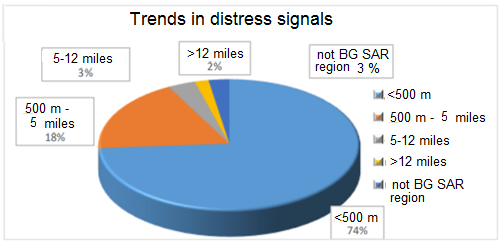 Trends in distress signals
5-12 miles
3%
>12 miles
2%
not BG SAR
region 3 %
500 m -
5 miles
18%
<500 m
74%
<500 m
500 m - 5 miles
5-12 miles
>12 miles
not BG SAR
region